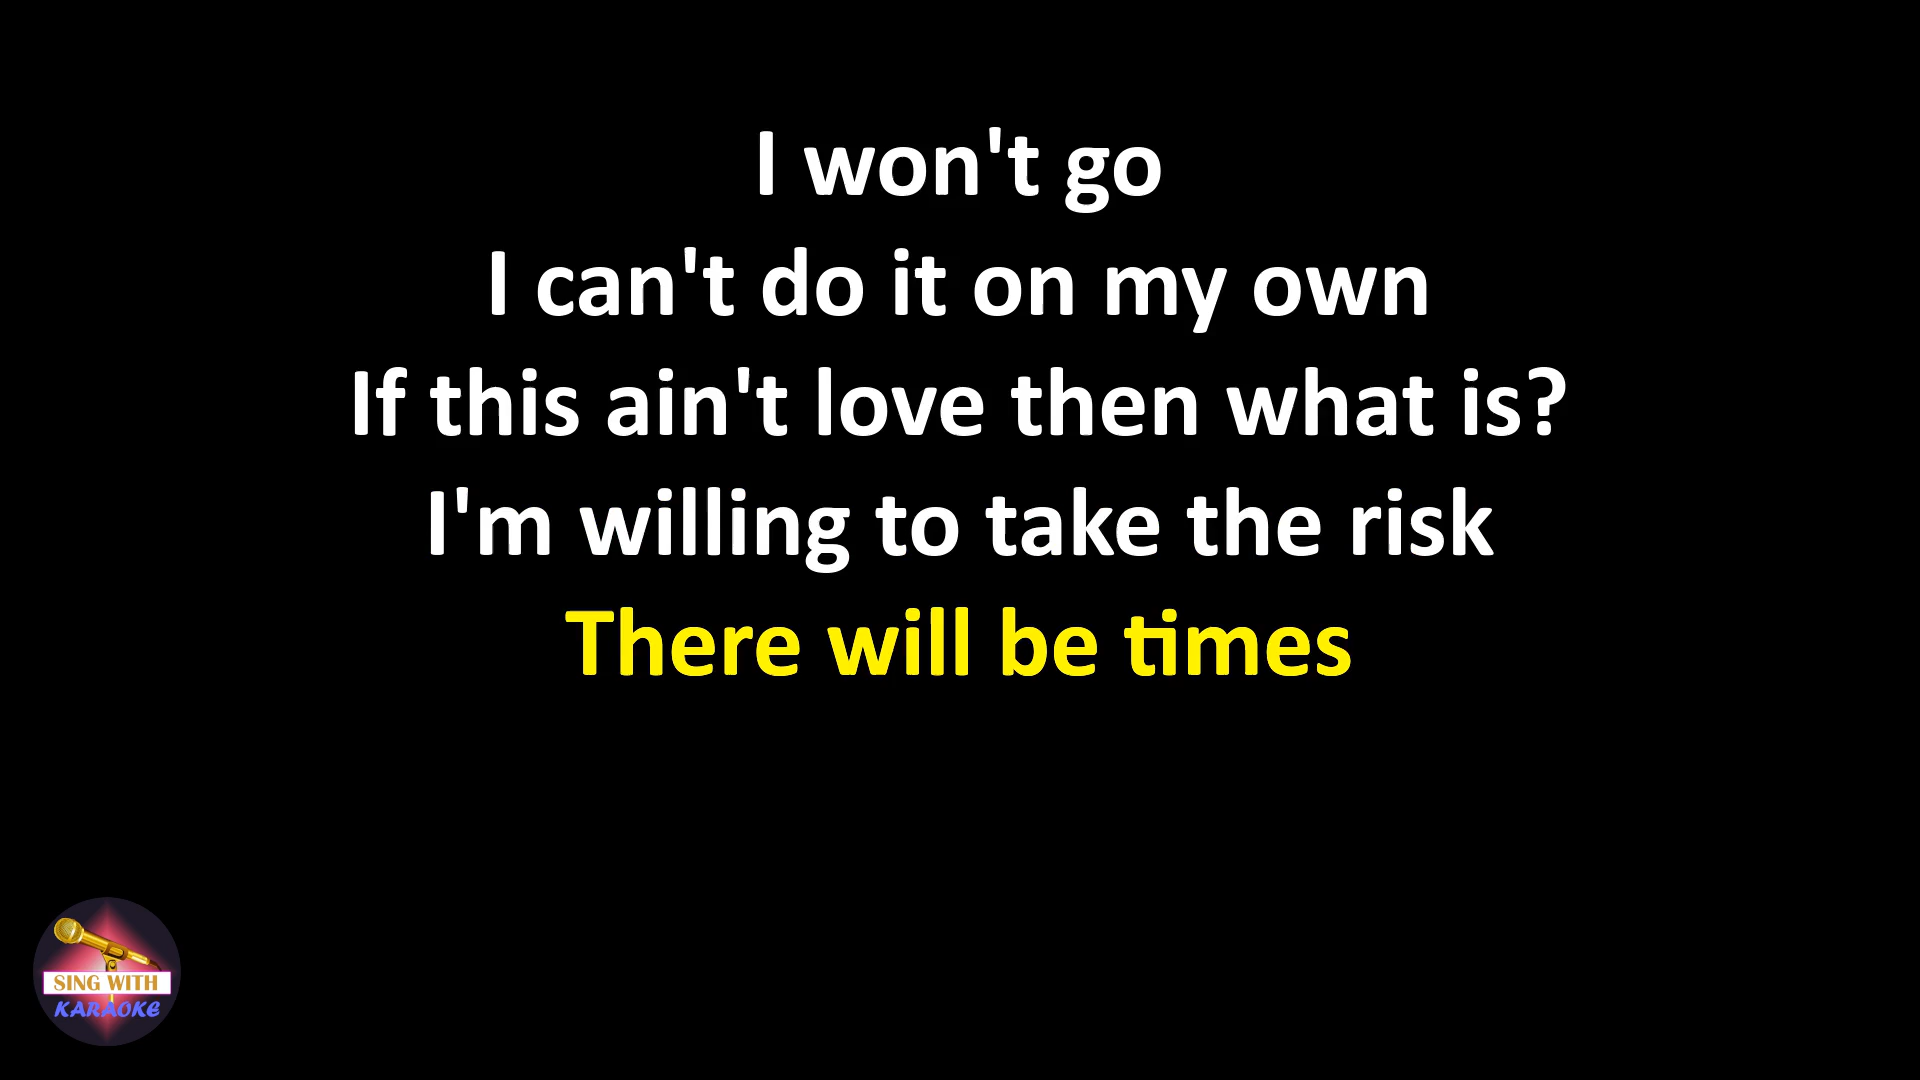 I won't go
I can't do it on my own
If this ain't love then what is?
I'm willing to take the risk
There will be times
SING WITH
KARAOKE